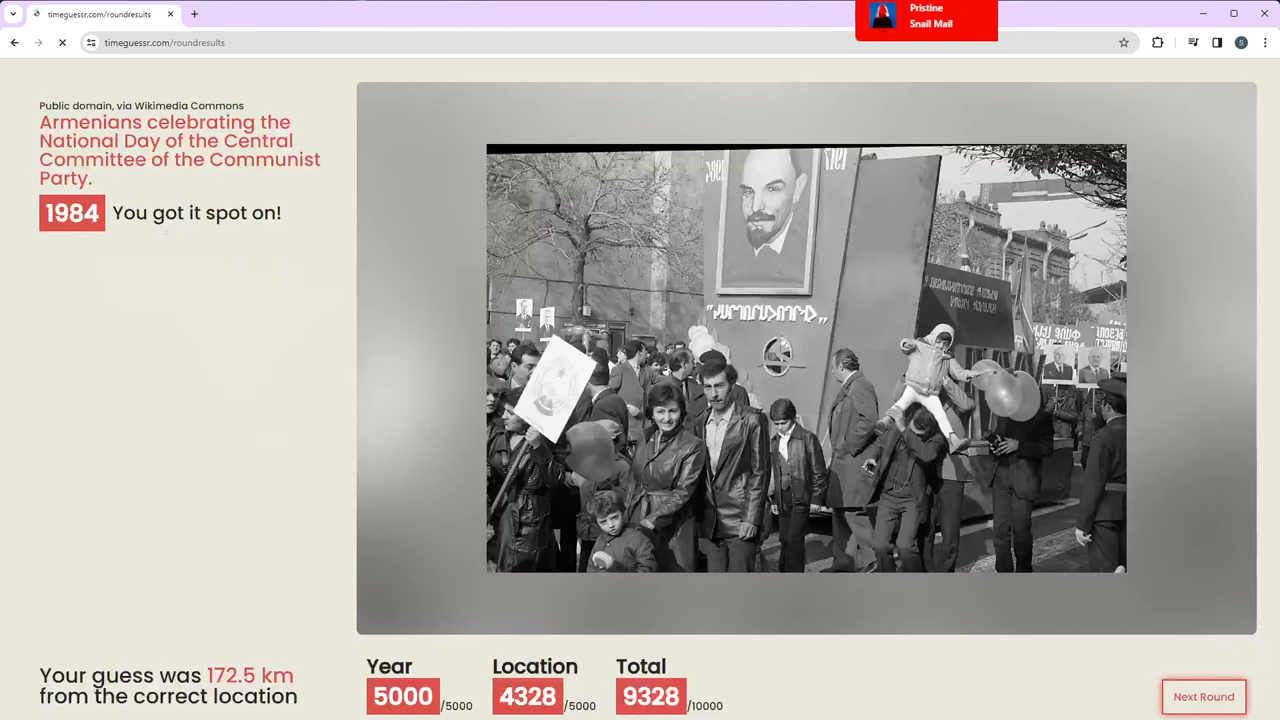 timeguessr.com/roundresults
Pristine
Snail Mail
timeguessr.com/roundresults
S
Public domain, via Wikimedia Commons
Armenians celebrating the
National Day of the Central
Committee of the Communist
Party.
1984 You got it spot on!
1984
1917
Your guess was 172.5 km
from the correct location
Year
5000 /5000
Location
4328 /5000
Total
9328 /10000
Next Round